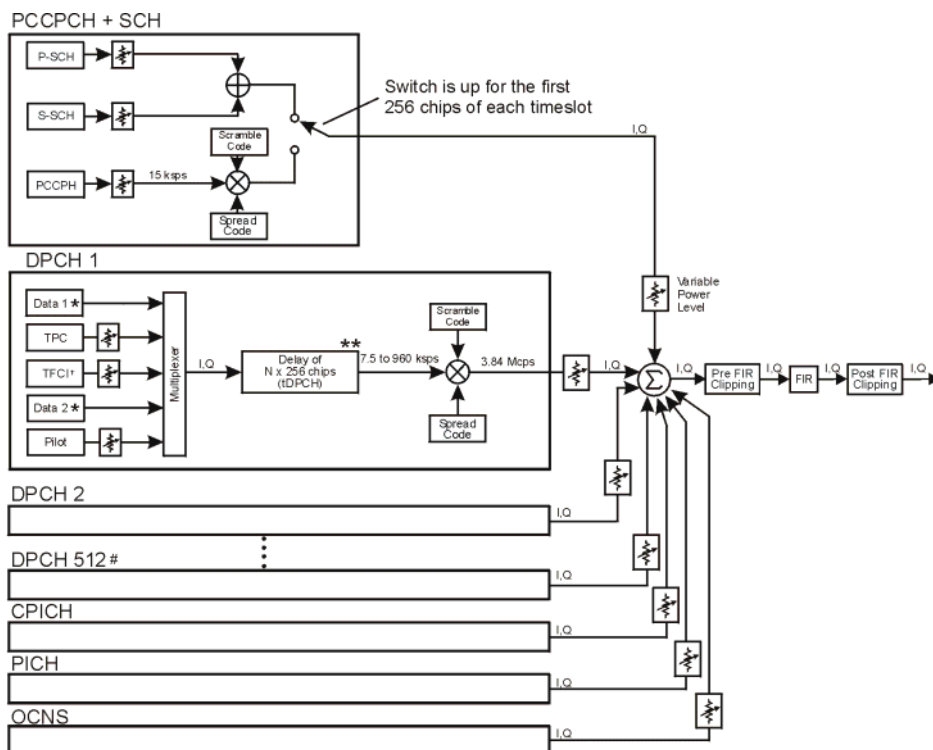 PCCPCH + SCH
P-SCH
S-SCH
Scramble
Code
PCCPH
15 ksps
Spread
Code
Switch is up for the first
256 chips of each timeslot
I,Q
Variable
Power
Level
DPCH 1
Data 1*
TPC
TFCI†
Data 2*
Pilot
Multiplexer
I,Q
**
Delay of
N x 256 chips
(tDPCH)
7.5 to 960 ksps
Scramble
Code
Spread
Code
3.84 Mcps
I,Q
Σ
I,Q
Pre FIR
Clipping
I,Q
FIR
I,Q
Post FIR
Clipping
I,Q
DPCH 2
I,Q
DPCH 512 #
I,Q
CPICH
I,Q
PICH
I,Q
OCNS
I,Q